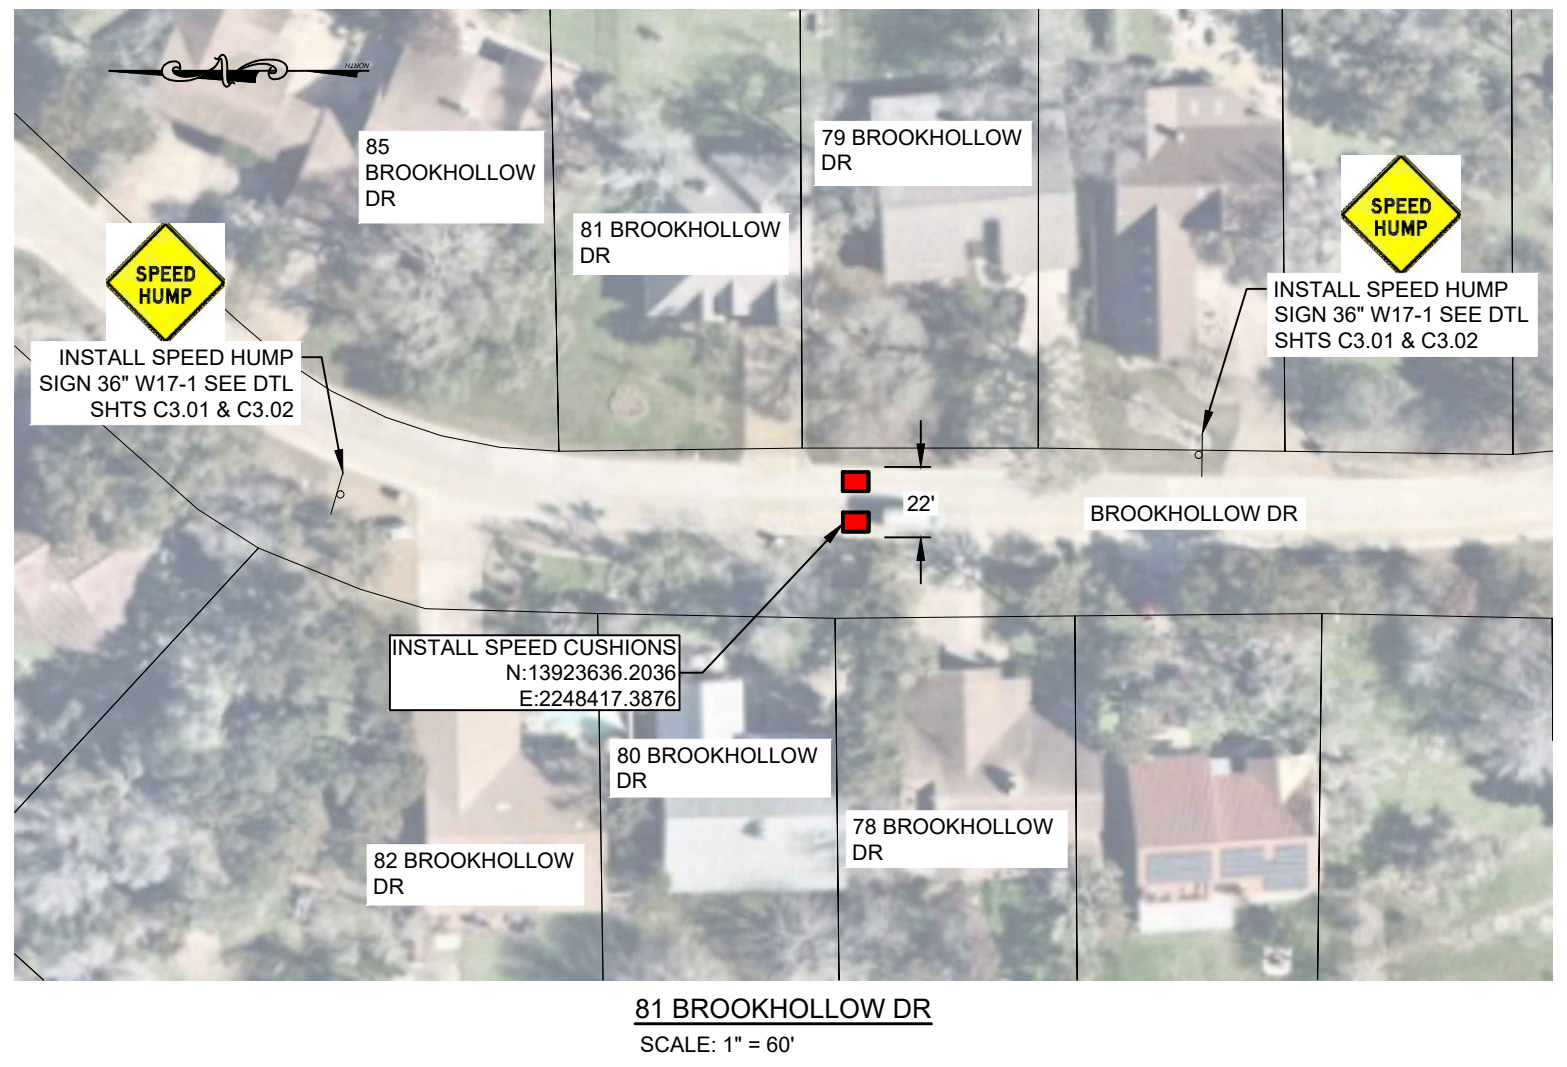 NORTH
85
BROOKHOLLOW
DR
79 BROOKHOLLOW
DR
81 BROOKHOLLOW
DR
SPEED
HUMP
INSTALL SPEED HUMP
SIGN 36" W17-1 SEE DTL
SHTS C3.01 & C3.02
SPEED
HUMP
INSTALL SPEED HUMP
SIGN 36" W17-1 SEE DTL
SHTS C3.01 & C3.02
22'
BROOKHOLLOW DR
INSTALL SPEED CUSHIONS
N:13923636.2036
E:2248417.3876
80 BROOKHOLLOW
DR
78 BROOKHOLLOW
DR
82 BROOKHOLLOW
DR
81 BROOKHOLLOW DR
SCALE: 1" = 60'